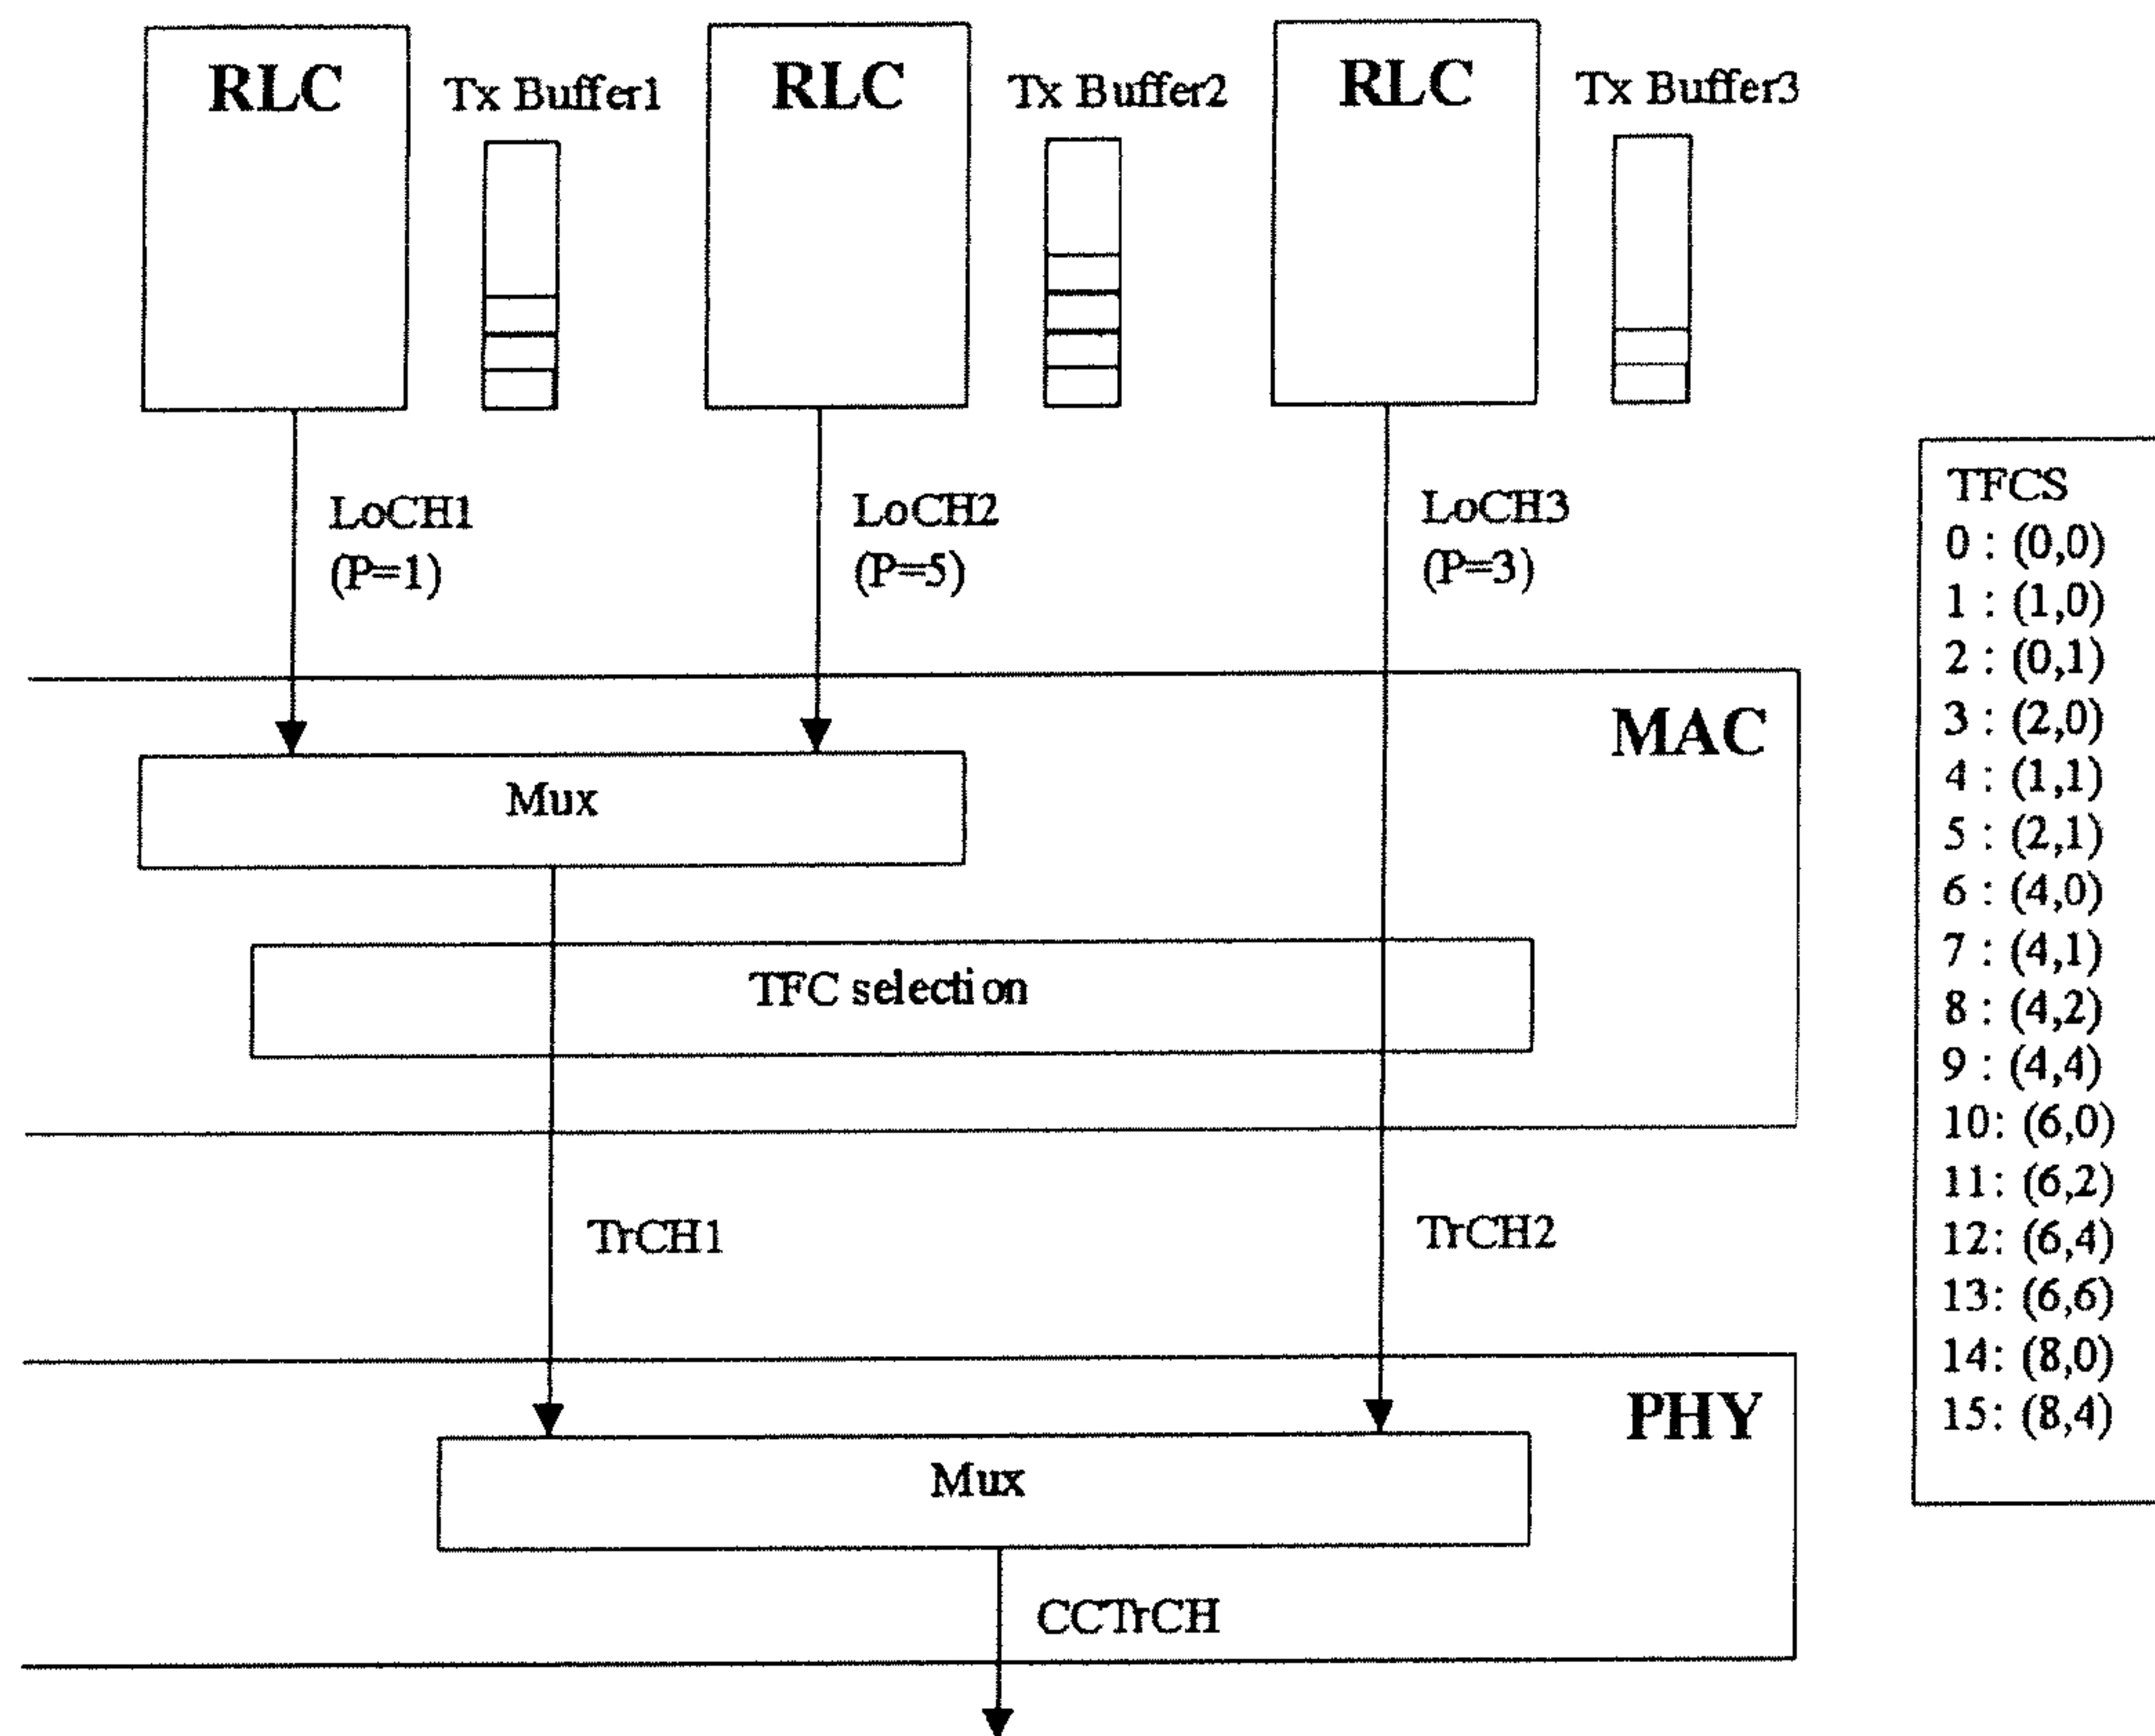 RLC
Tx Buffer1
RLC
Tx Buffer2
RLC
Tx Buffer3
LoCH1
(P=1)
LoCH2
(P=5)
LoCH3
(P=3)
MAC
Mux
TFC selection
TrCH1
TrCH2
PHY
Mux
CCTrCH
TFCS
0 : (0,0)
1 : (1,0)
2 : (0,1)
3 : (2,0)
4 : (1,1)
5 : (2,1)
6 : (4,0)
7 : (4,1)
8 : (4,2)
9 : (4,4)
10: (6,0)
11: (6,2)
12: (6,4)
13: (6,6)
14: (8,0)
15: (8,4)